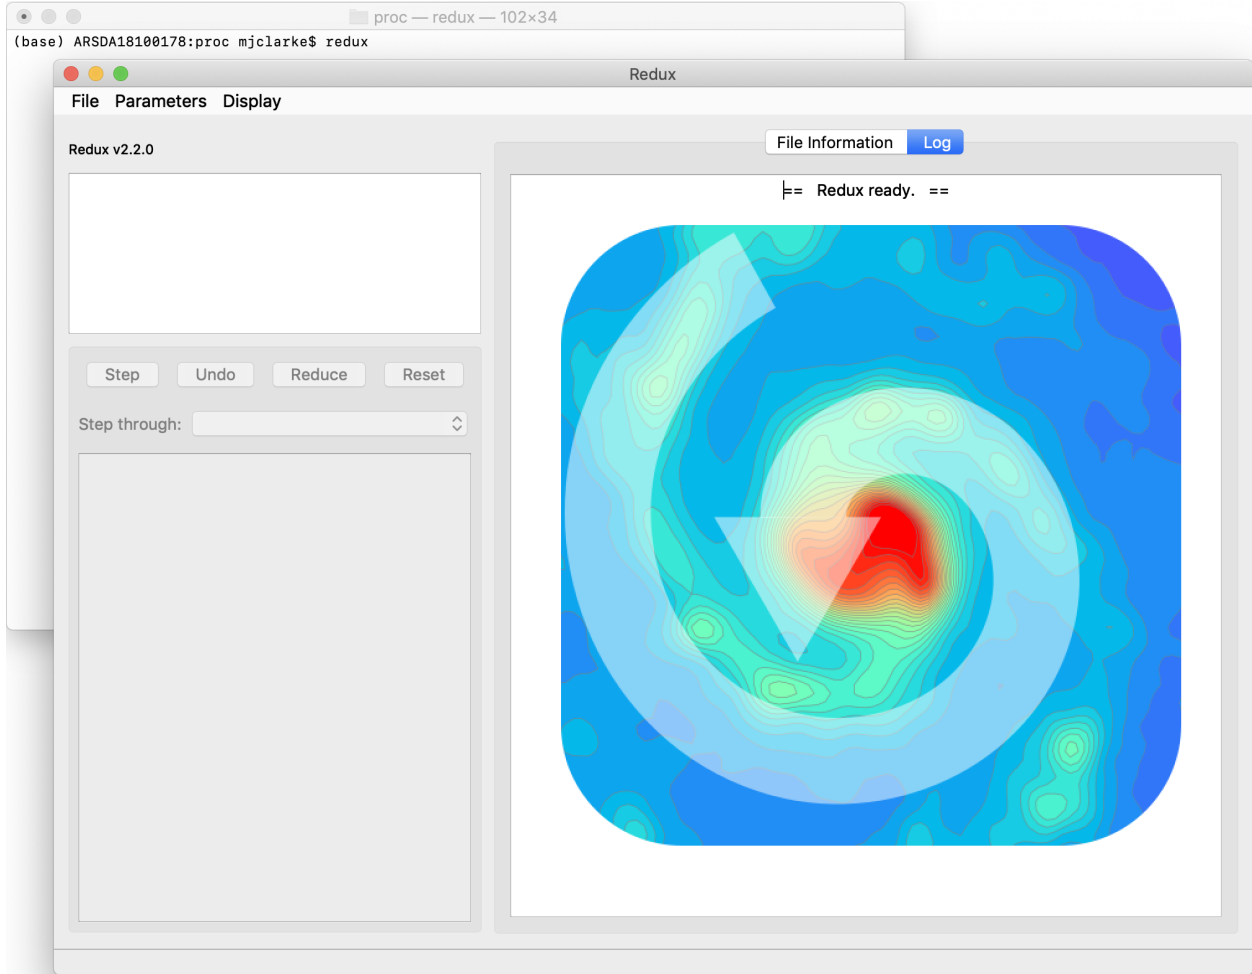 proc — redux — 102×34
(base) ARSDA18100178:proc mjclarke$ redux
Redux
File Parameters Display
Redux v2.2.0
Step Undo Reduce Reset
Step through:
File Information Log
== Redux ready. ==